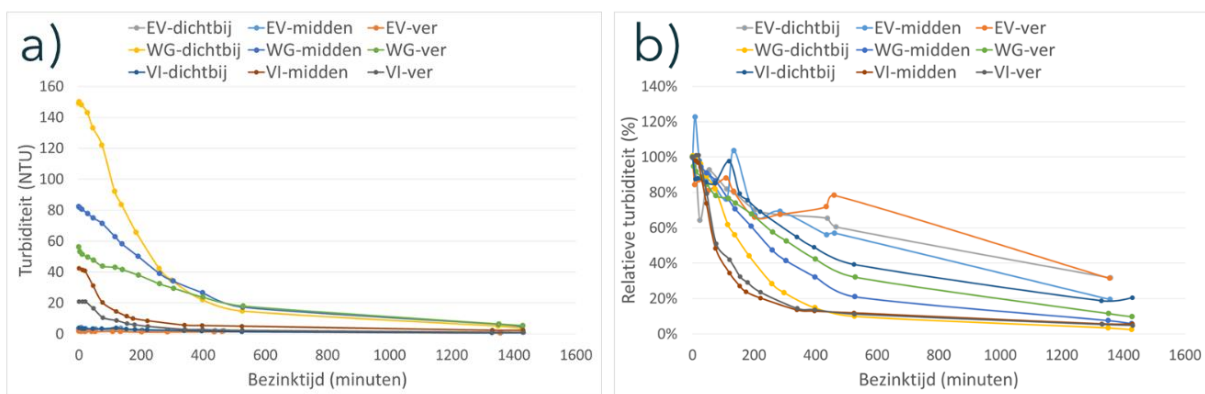 a)
EV-dichtbij EV-midden EV-ver
WG-dichtbij WG-midden WG-ver
VI-dichtbij VI-midden VI-ver
160
140
120
100
80
60
40
20
0
Turbiditeit (NTU)
0 200 400 600 800 1000 1200 1400 1600
Bezinktijd (minuten)
b)
EV-dichtbij EV-midden EV-ver
WG-dichtbij WG-midden WG-ver
VI-dichtbij VI-midden VI-ver
140%
120%
100%
80%
60%
40%
20%
0%
Relatieve turbiditeit (%)
0 200 400 600 800 1000 1200 1400 1600
Bezinktijd (minuten)